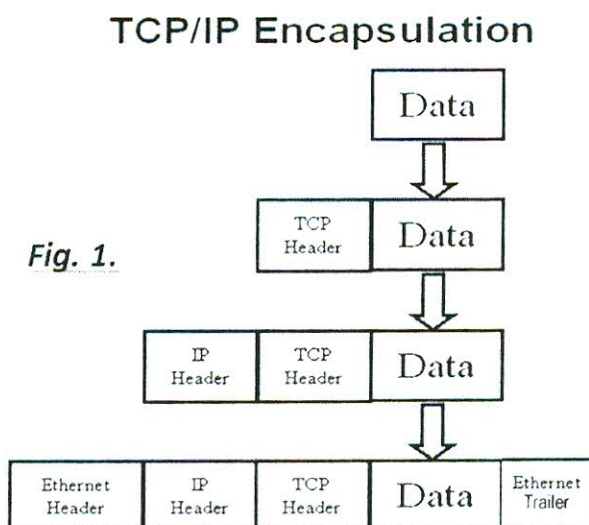 TCP/IP Encapsulation
Data
TCP
Header
Data
Fig. 1.
IP
Header
TCP
Header
Data
Ethernet
Header
IP
Header
TCP
Header
Data
Ethernet
Trailer